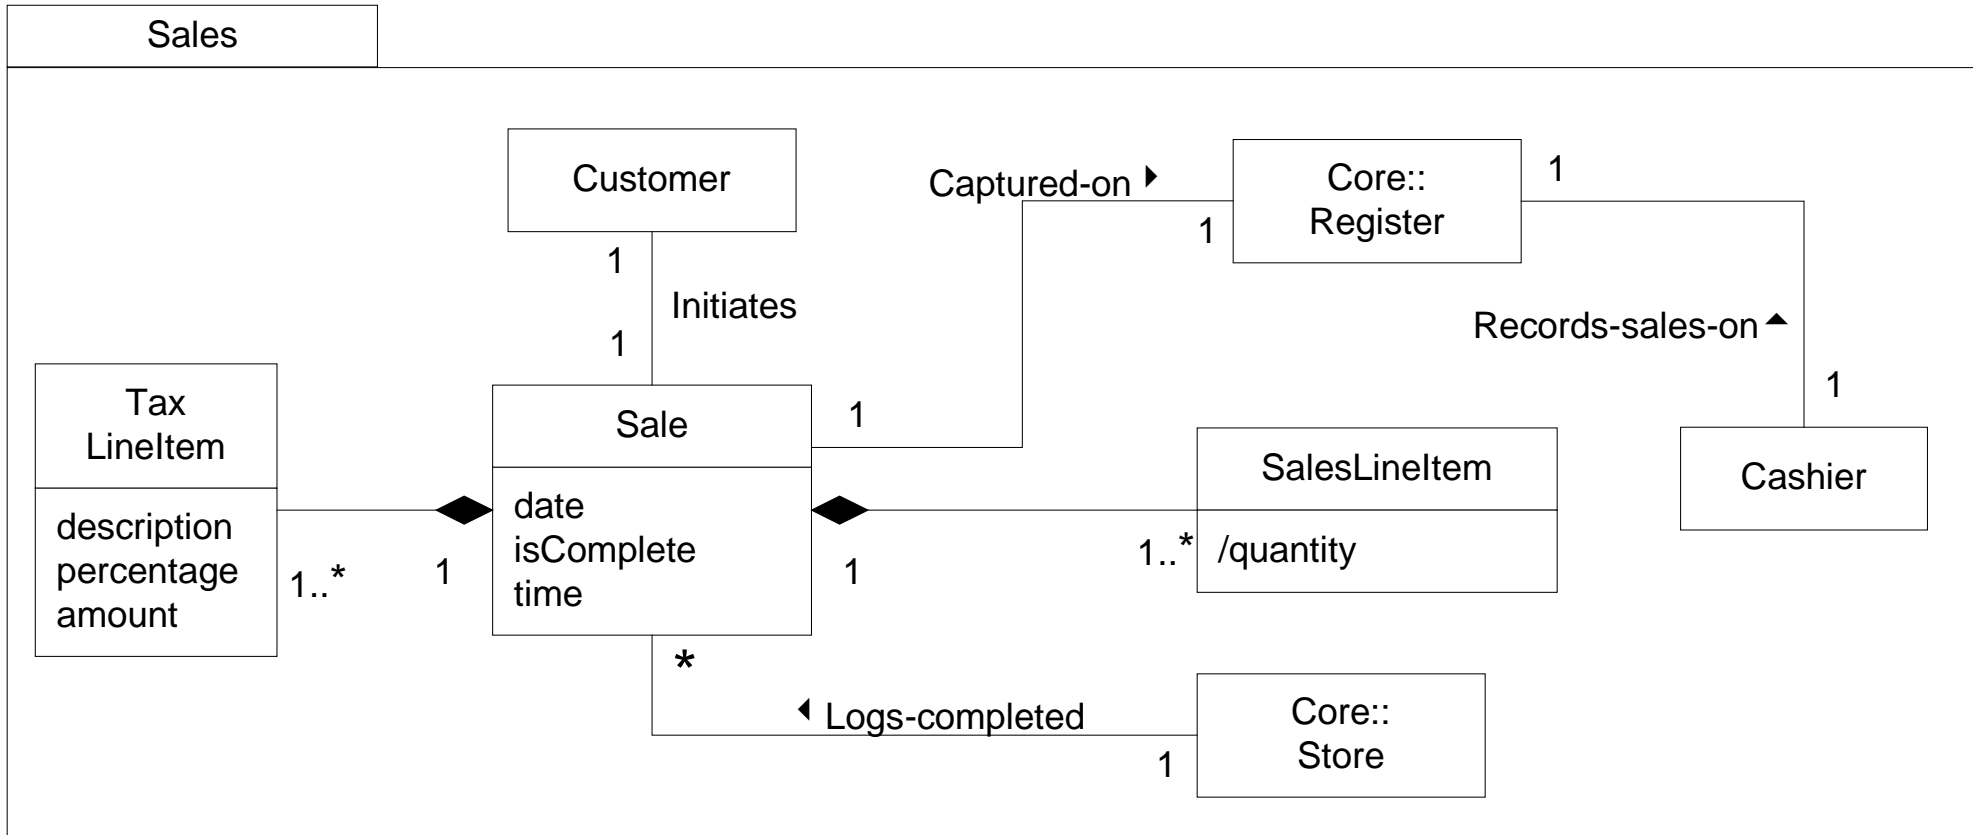 Sales
Customer
1
Initiates
1
Captured-on
1
Core::
Register
1
Records-sales-on
1
Cashier
Tax
LineItem
description
percentage
amount
1..*
1
Sale
date
isComplete
time
1
1
SalesLineItem
/quantity
1..*
*
Logs-completed
1
Core::
Store